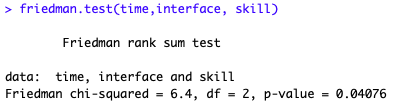 > friedman.test(time,interface, skill)
Friedman rank sum test
data:  time, interface and skill
Friedman chi-squared = 6.4, df = 2, p-value = 0.04076